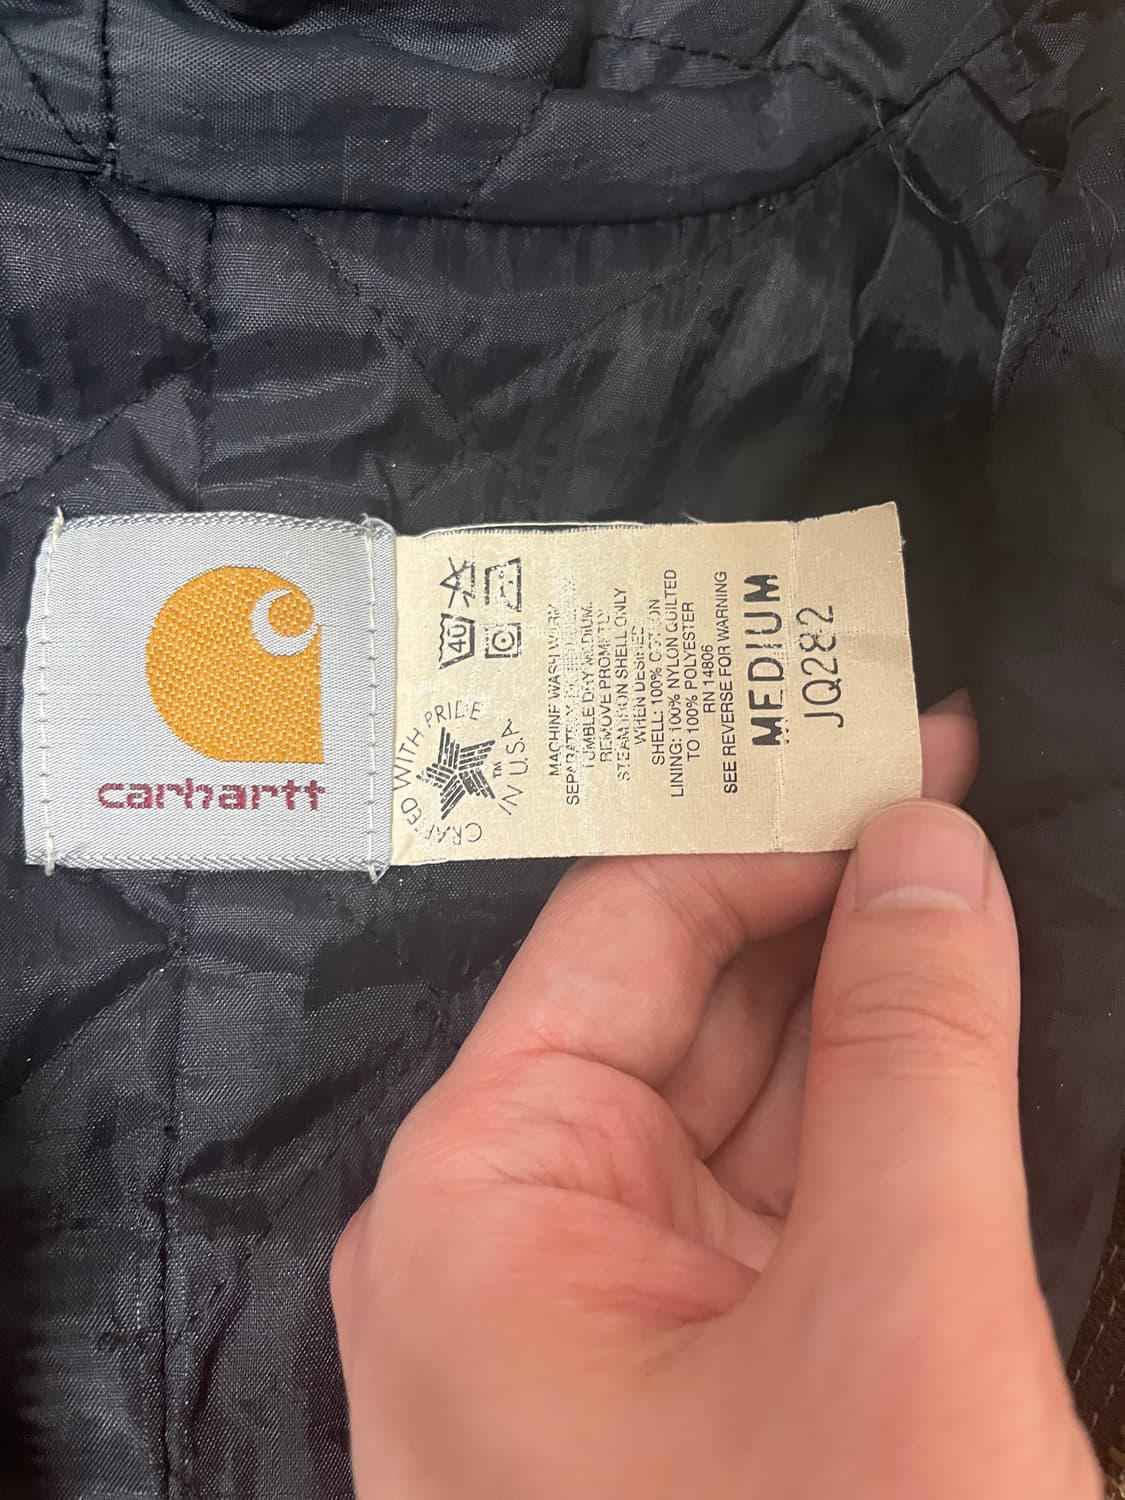 carhartt
40
CRAFTED WITH PRIDE
IN U.S.A.
™
MACHINE WASH WARM
SEPARATELY
TUMBLE DRY MEDIUM.
REMOVE PROMPTLY
STEAM IRON SHELL ONLY
WHEN DESIRED
SHELL: 100% COTTON
LINING: 100% NYLON QUILTED
TO 100% POLYESTER
RN 14806
SEE REVERSE FOR WARNING
MEDIUM
JQ282